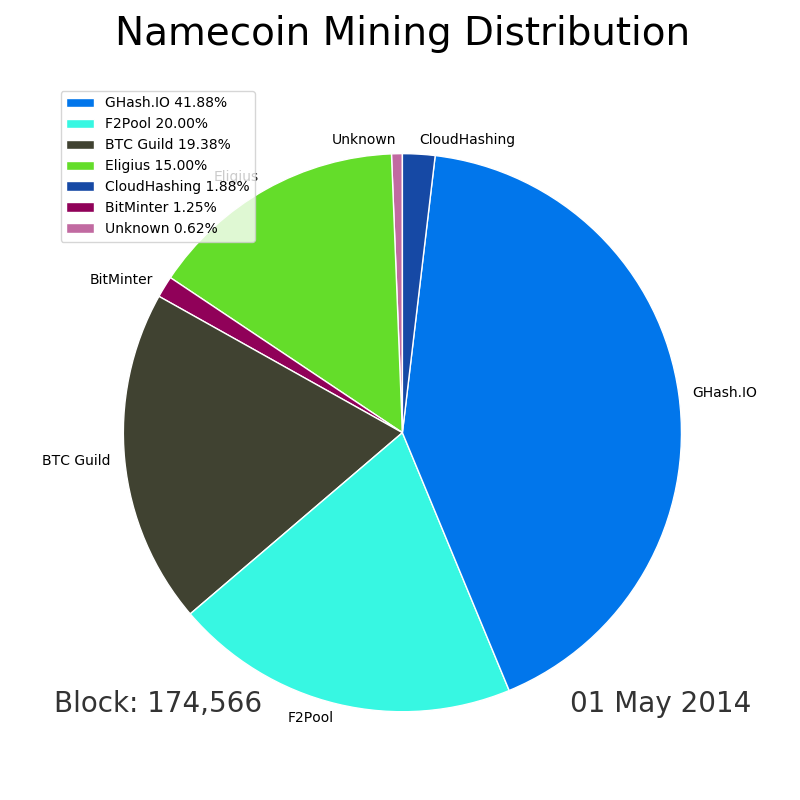 Namecoin Mining Distribution
GHash.IO 41.88%
F2Pool 20.00%
BTC Guild 19.38%
Eligius 15.00%
CloudHashing 1.88%
BitMinter 1.25%
Unknown 0.62%
Unknown
CloudHashing
Eligius
BitMinter
GHash.IO
BTC Guild
F2Pool
Block: 174,566
01 May 2014